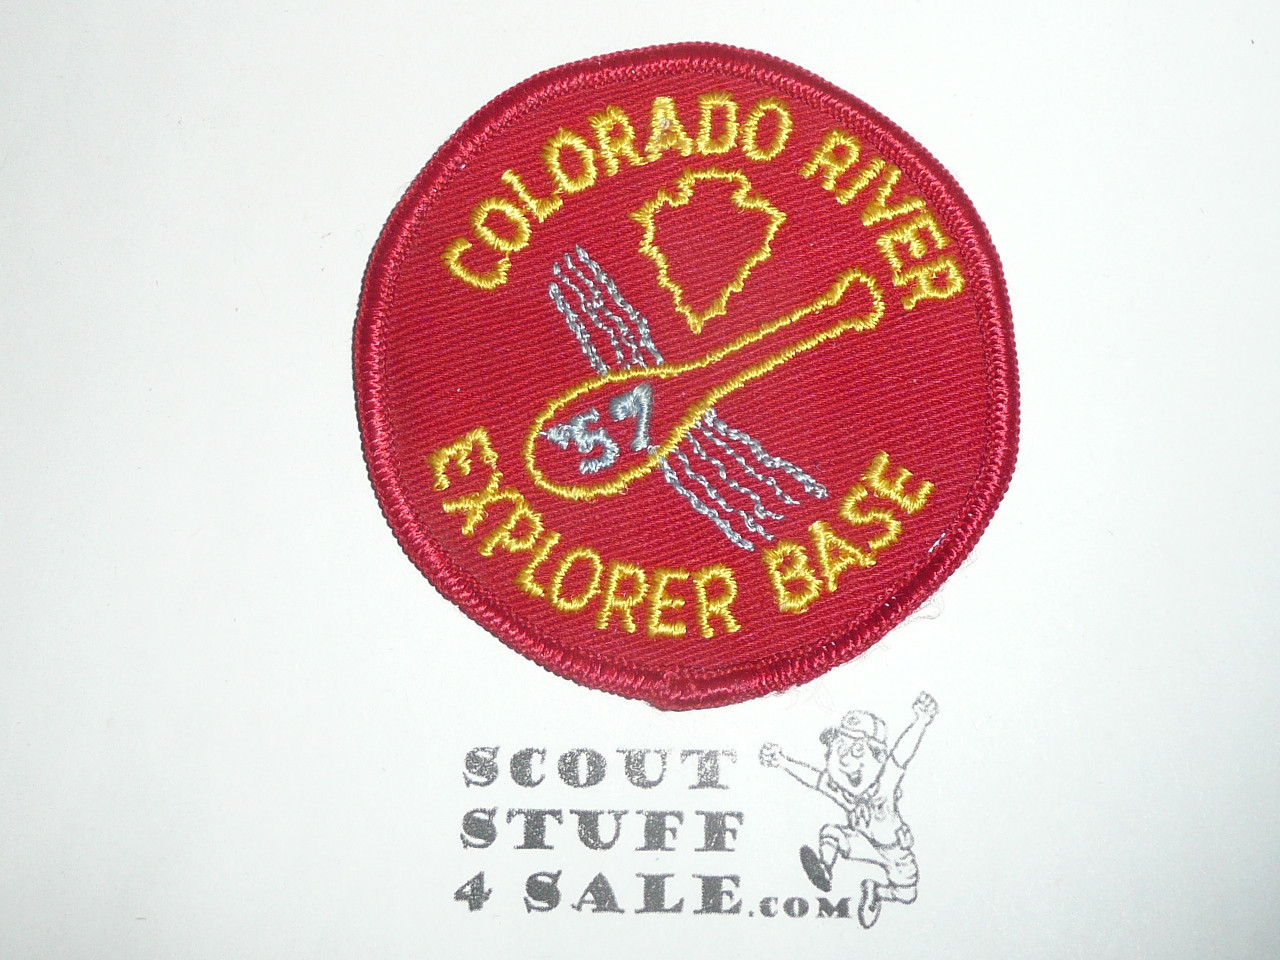 COLORADO RIVER
'57
EXPLORER BASE
SCOUT
STUFF
4 SALE.COM